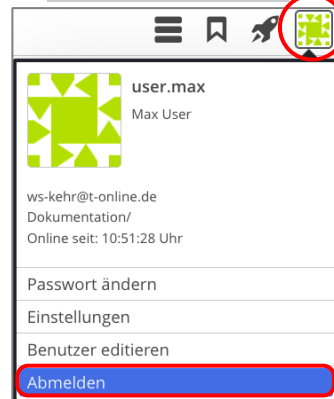 user.max
Max User
ws-kehr@t-online.de
Dokumentation/
Online seit: 10:51:28 Uhr
Passwort ändern
Einstellungen
Benutzer editieren
Abmelden